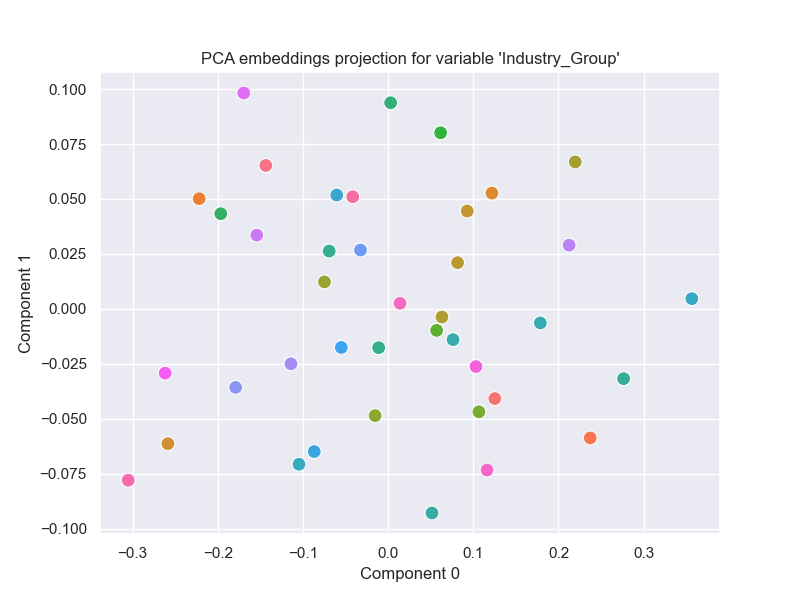 PCA embeddings projection for variable 'Industry_Group'
0.100
0.075
0.050
0.025
0.000
−0.025
−0.050
−0.075
−0.100
Component 1
−0.3 −0.2 −0.1 0.0 0.1 0.2 0.3
Component 0